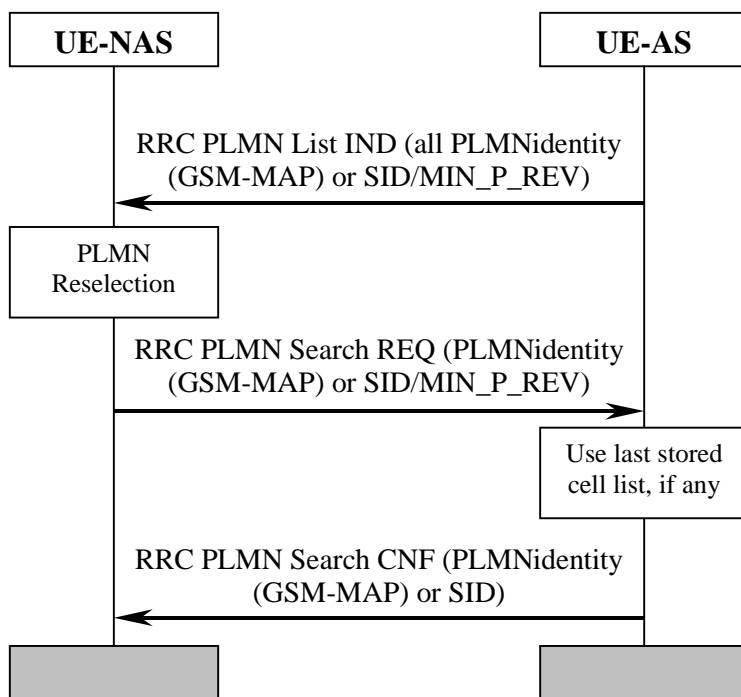 UE-NAS
UE-AS
RRC PLMN List IND (all PLMNidentity
(GSM-MAP) or SID/MIN_P_REV)
PLMN
Reselection
RRC PLMN Search REQ (PLMNidentity
(GSM-MAP) or SID/MIN_P_REV)
Use last stored
cell list, if any
RRC PLMN Search CNF (PLMNidentity
(GSM-MAP) or SID)